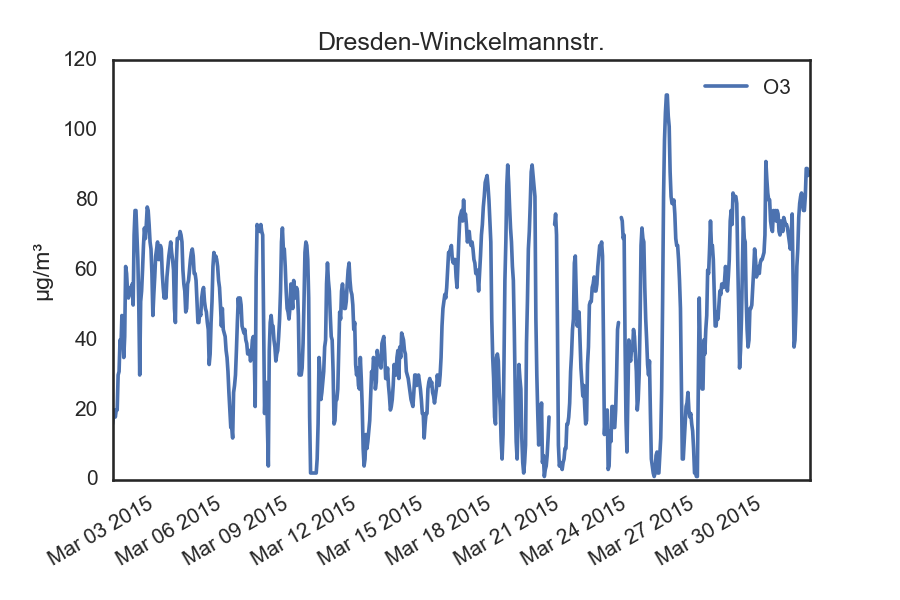 Dresden-Winckelmannstr.
120
100
80
60
40
20
0
µg/m³
O3
Mar 03 2015
Mar 06 2015
Mar 09 2015
Mar 12 2015
Mar 15 2015
Mar 18 2015
Mar 21 2015
Mar 24 2015
Mar 27 2015
Mar 30 2015